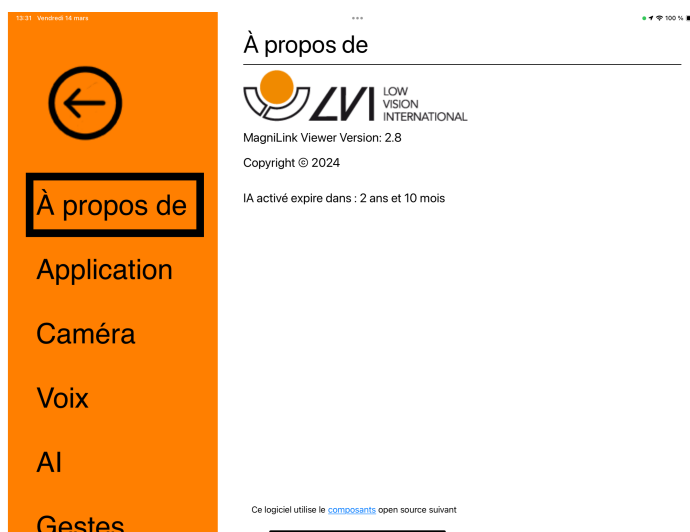 13:31 Vendredi 14 mars
100 %
À propos de
Application
Caméra
Voix
AI
Gestes
À propos de
LVI LOW
VISION
INTERNATIONAL
MagniLink Viewer Version: 2.8
Copyright © 2024
IA activé expire dans : 2 ans et 10 mois
Ce logiciel utilise le composants open source suivant